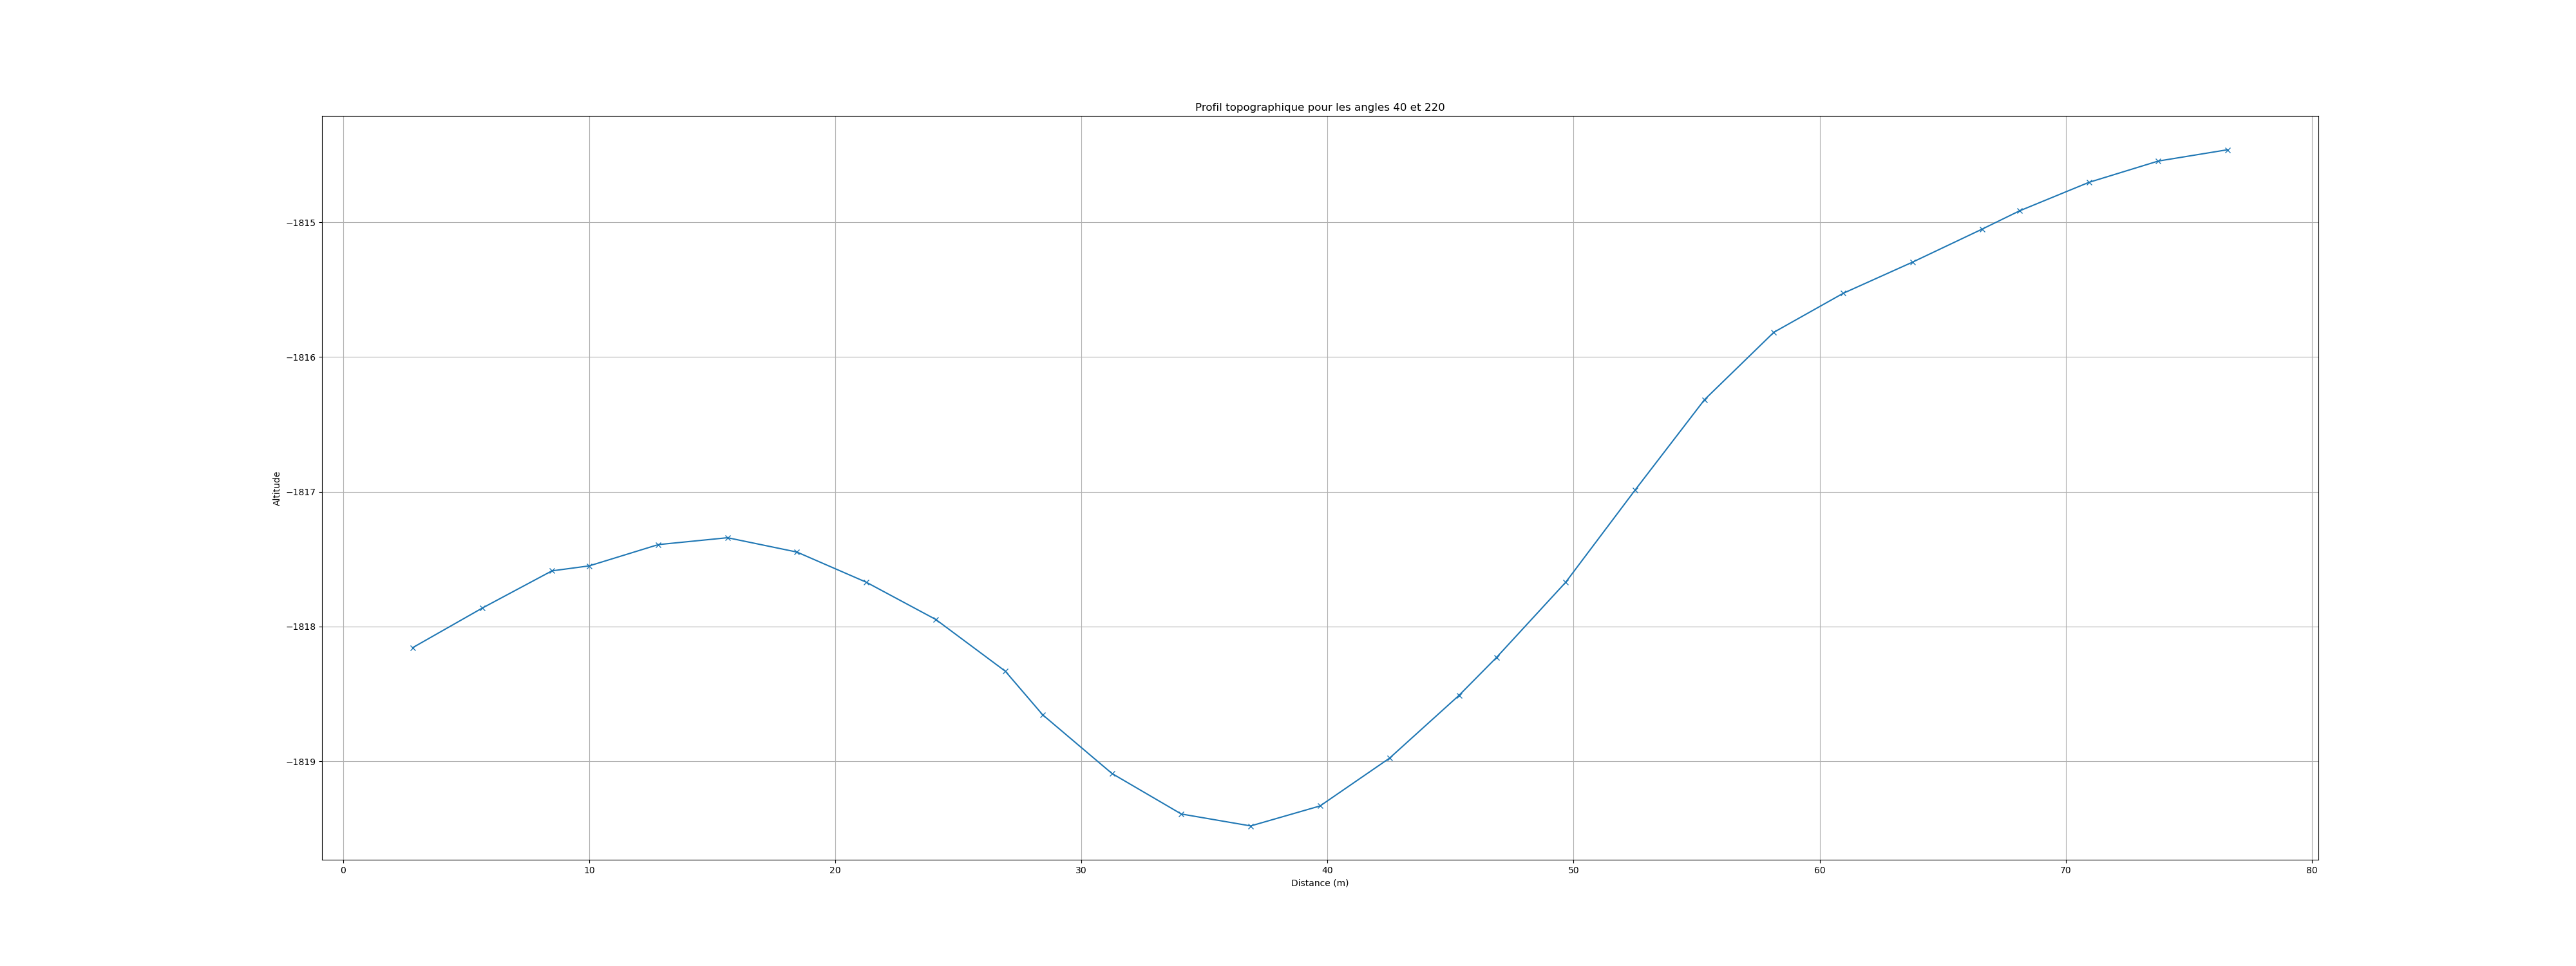 Profil topographique pour les angles 40 et 220
−1815
−1816
−1817
−1818
−1819
Altitude
0 10 20 30 40 50 60 70 80
Distance (m)